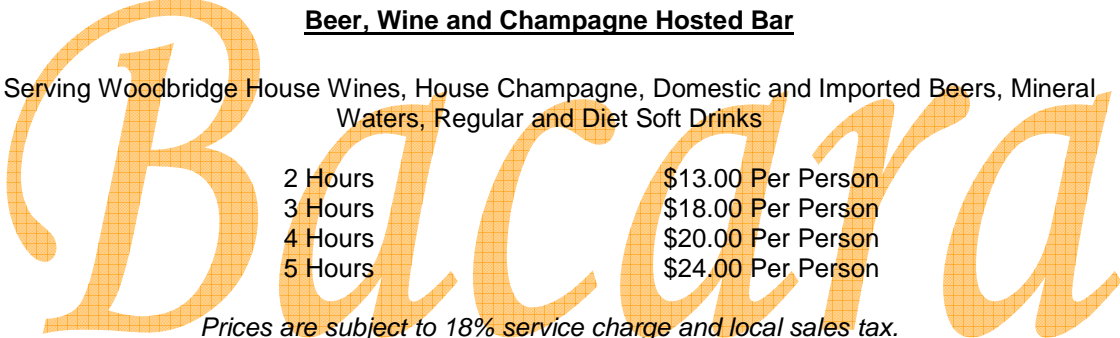 Beer, Wine and Champagne Hosted Bar
Serving Woodbridge House Wines, House Champagne, Domestic and Imported Beers, Mineral
Waters, Regular and Diet Soft Drinks
2 Hours $13.00 Per Person
3 Hours $18.00 Per Person
4 Hours $20.00 Per Person
5 Hours $24.00 Per Person
Prices are subject to 18% service charge and local sales tax.
Bacara